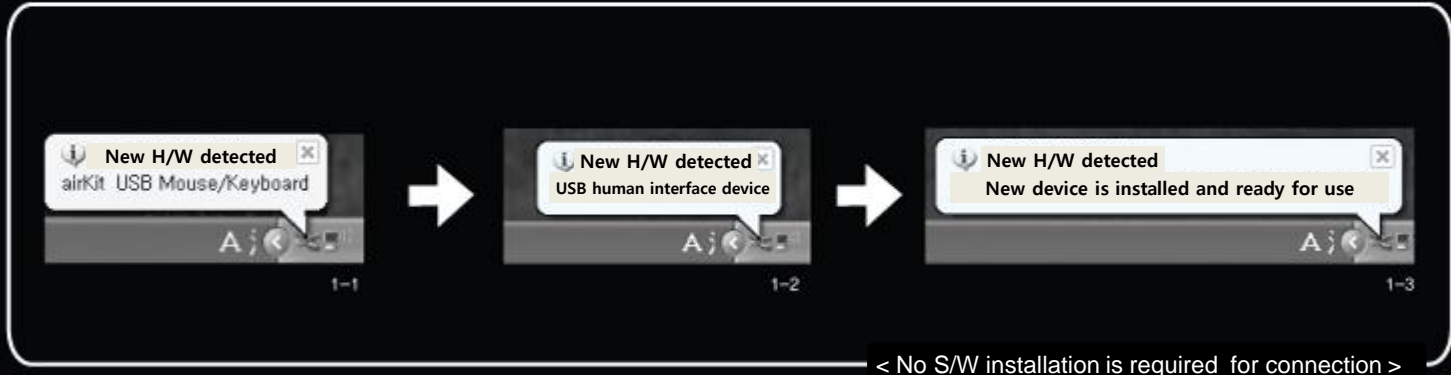 New H/W detected
airKit USB Mouse/Keyboard
A
1-1
New H/W detected
USB human interface device
A
1-2
New H/W detected
New device is installed and ready for use
A
1-3
< No S/W installation is required for connection >